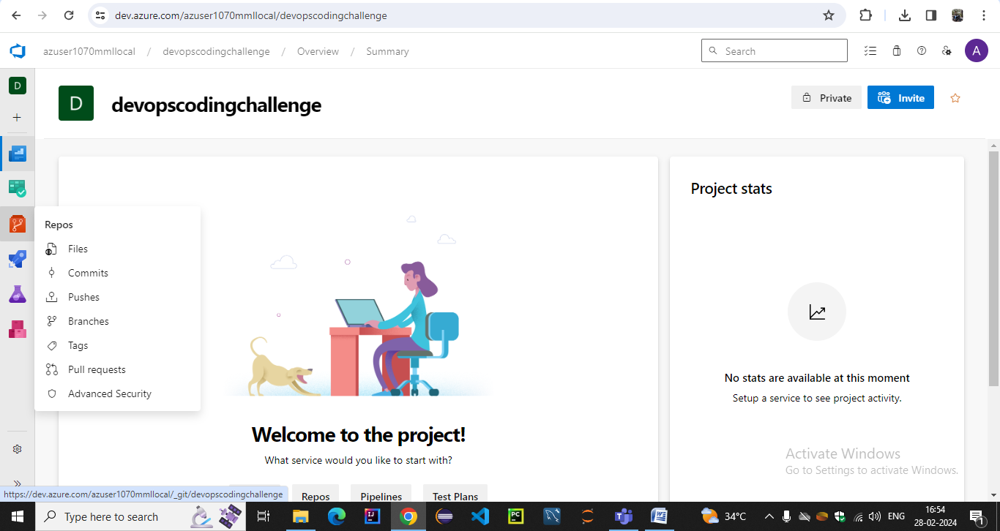 dev.azure.com/azuser1070mmllocal/devopscodingchallenge
azuser1070mmllocal / devopscodingchallenge / Overview / Summary
Search
A
D
D
devopscodingchallenge
Private
Invite
Repos
Files
Commits
Pushes
Branches
Tags
Pull requests
Advanced Security
Welcome to the project!
What service would you like to start with?
Repos
Pipelines
Test Plans
Project stats
No stats are available at this moment
Setup a service to see project activity.
Activate Windows
Go to Settings to activate Windows.
https://dev.azure.com/azuser1070mmllocal/_git/devopscodingchallenge
Type here to search
34°C
ENG
16:54
28-02-2024
1